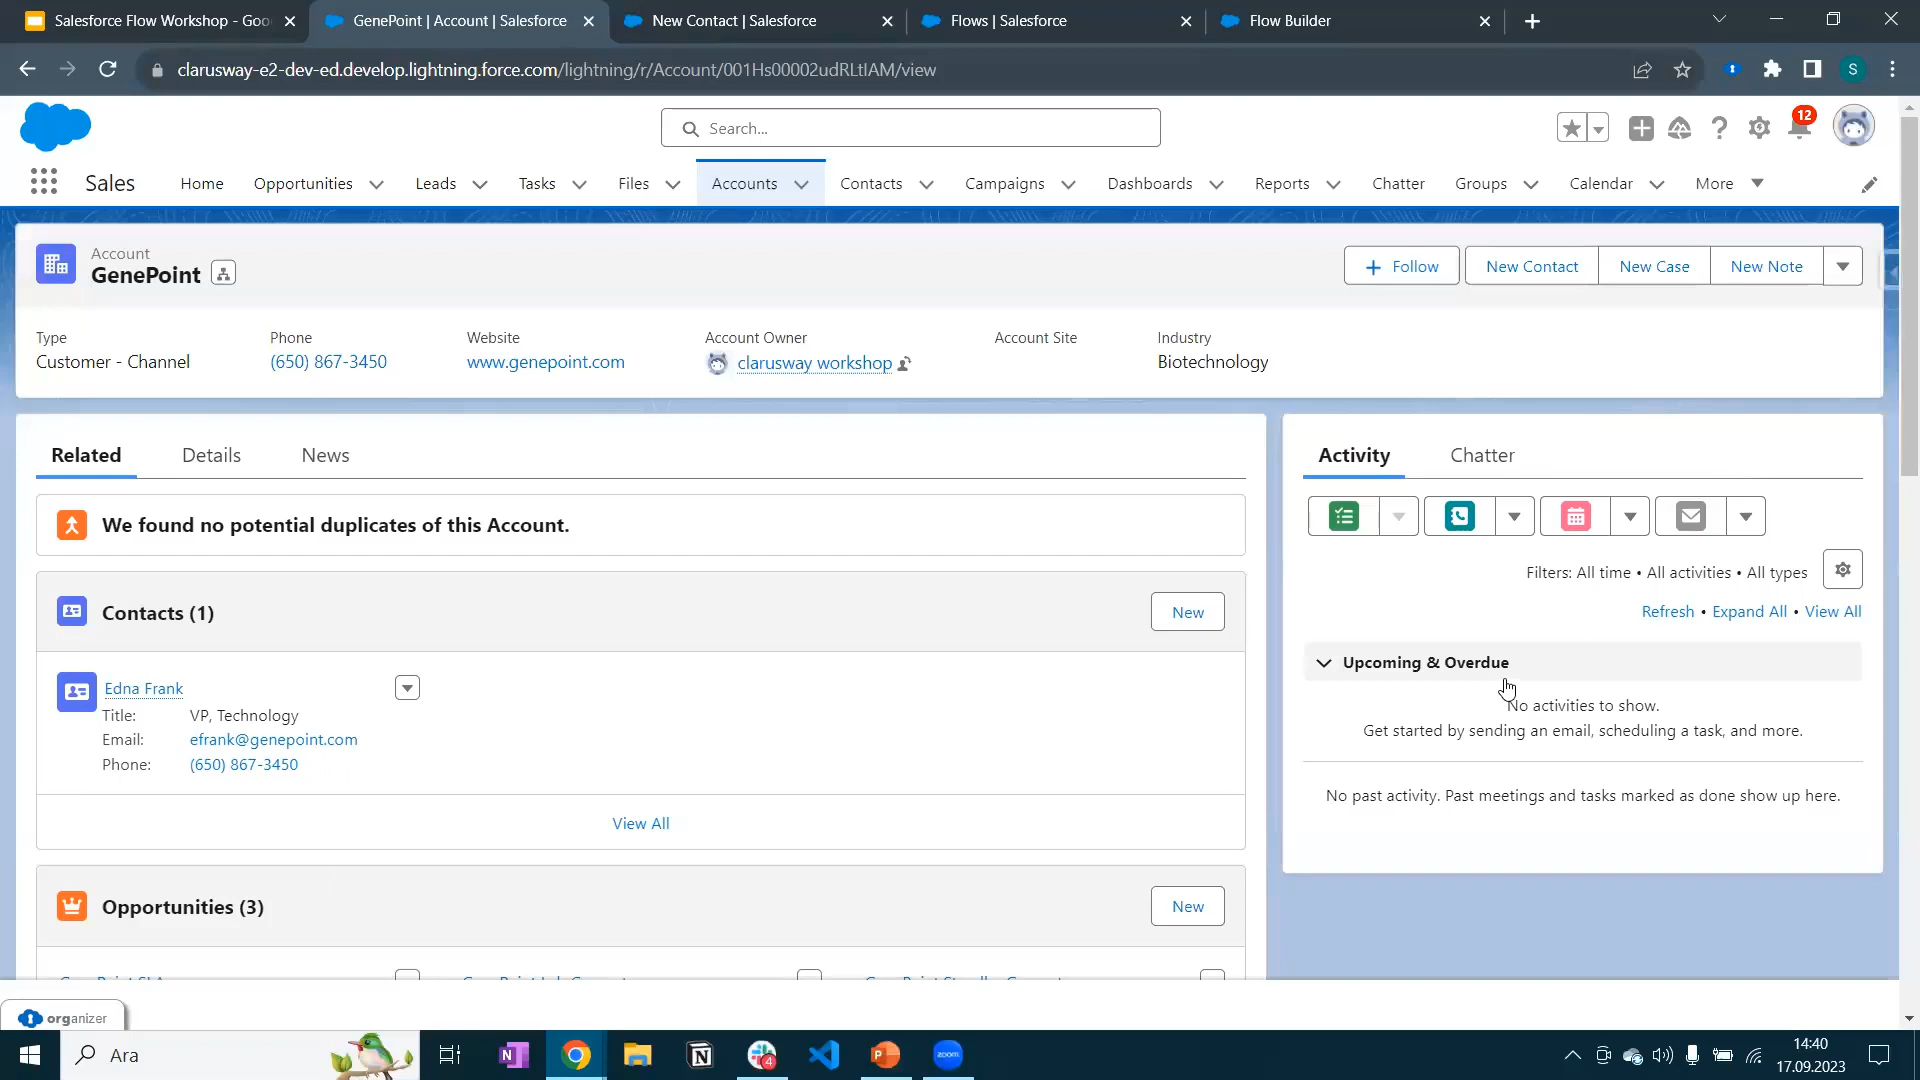 Salesforce Flow Workshop - Goo
GenePoint | Account | Salesforce
New Contact | Salesforce
Flows | Salesforce
Flow Builder
clarusway-e2-dev-ed.develop.lightning.force.com/lightning/r/Account/001Hs00002udRLtIAM/view
S
Search...
12
Sales
Home
Opportunities
Leads
Tasks
Files
Accounts
Contacts
Campaigns
Dashboards
Reports
Chatter
Groups
Calendar
More
Account
GenePoint
Follow
New Contact
New Case
New Note
Type
Phone
Website
Account Owner
Account Site
Industry
Customer - Channel
(650) 867-3450
www.genepoint.com
clarusway workshop
Biotechnology
Related
Details
News
Activity
Chatter
We found no potential duplicates of this Account.
Filters: All time • All activities • All types
Refresh • Expand All • View All
Contacts (1)
New
Edna Frank
Title: VP, Technology
Email: efrank@genepoint.com
Phone: (650) 867-3450
View All
Upcoming & Overdue
No activities to show.
Get started by sending an email, scheduling a task, and more.
No past activity. Past meetings and tasks marked as done show up here.
Opportunities (3)
New
organizer
Ara
4
zoom
14:40
17.09.2023